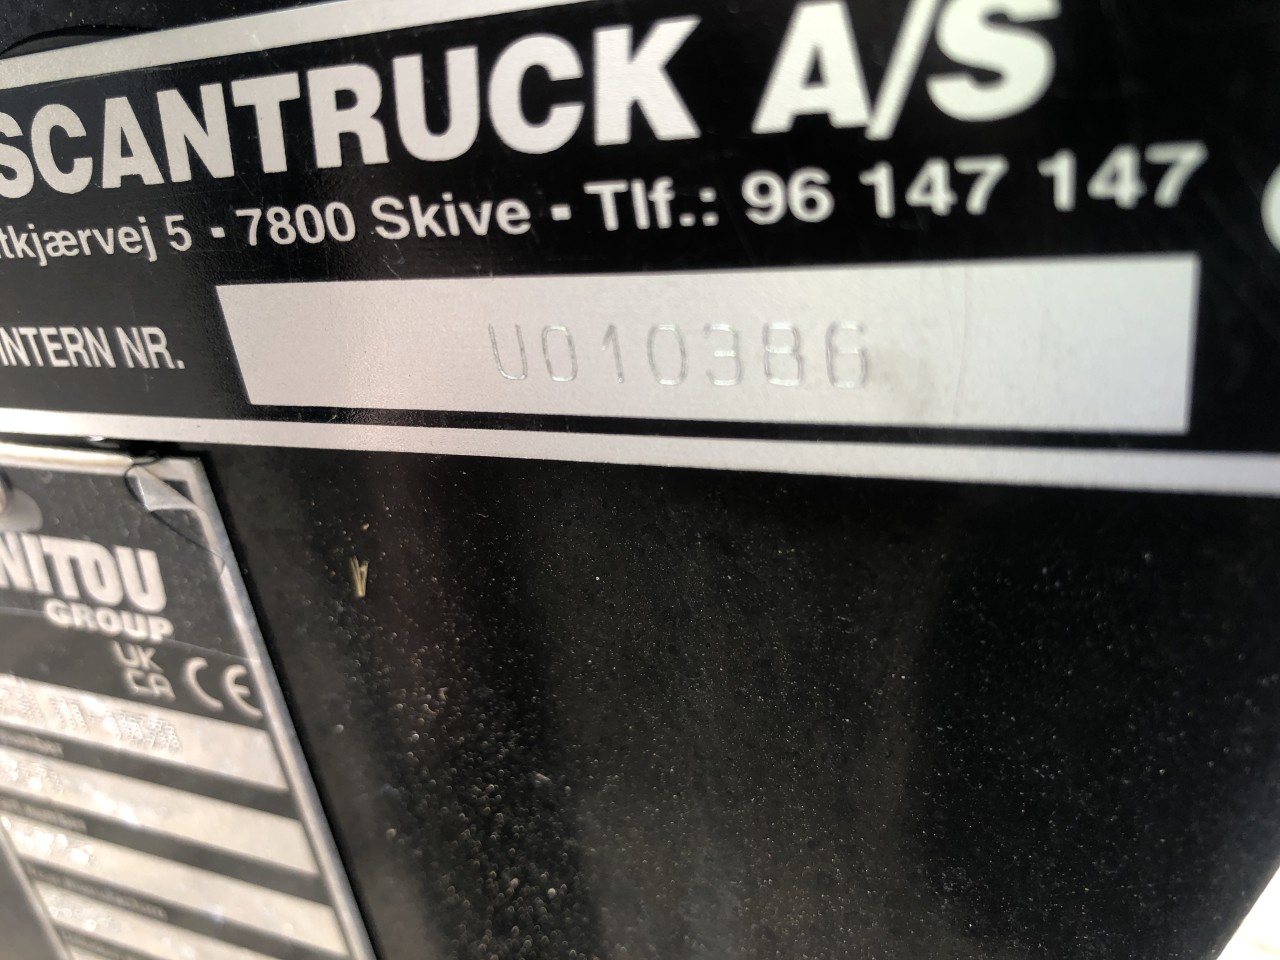 SCANTRUCK A/S
tkjærvej 5 - 7800 Skive - Tlf.: 96 147 147
INTERN NR. U010386
NITOU
GROUP
UK
CA CE